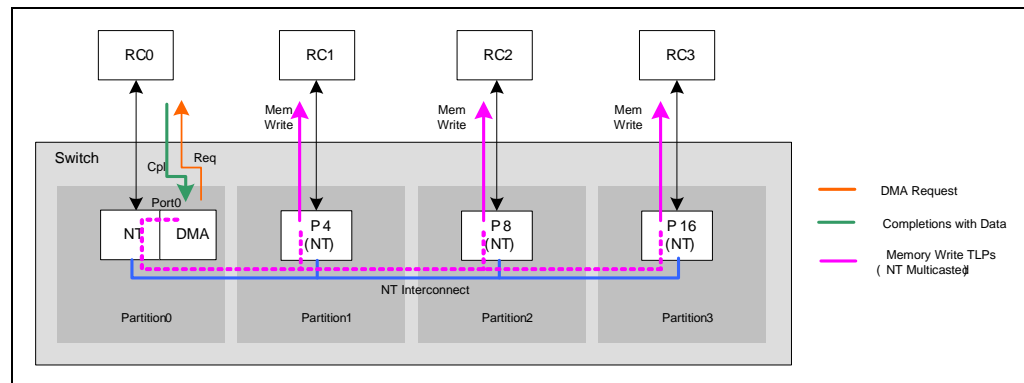 RC0
RC1
RC2
RC3
Mem
Write
Mem
Write
Mem
Write
Switch
Cpl
Req
Port0
NT
DMA
P 4
(NT)
P 8
(NT)
P 16
(NT)
NT Interconnect
Partition0
Partition1
Partition2
Partition3
DMA Request
Completions with Data
Memory Write TLPs
( NT Multicasted)